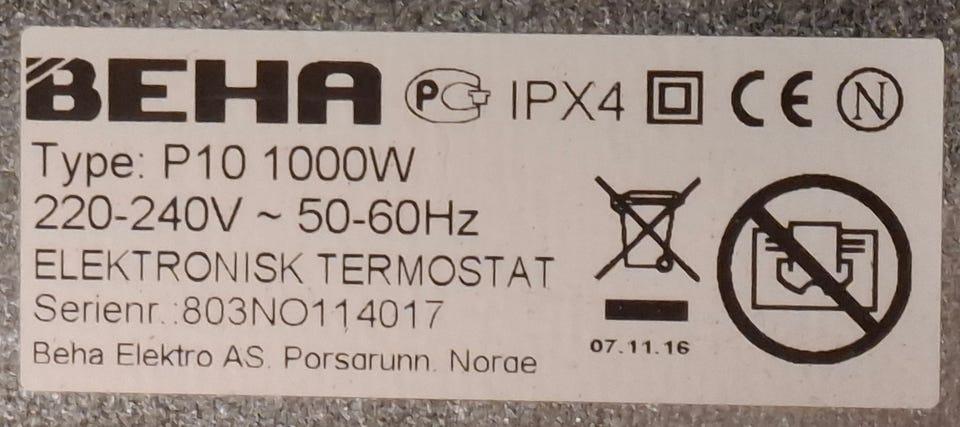 BEHA PG IPX4 CE N
Type: P10 1000W
220-240V ~ 50-60Hz
ELEKTRONISK TERMOSTAT
Serienr.:803NO114017
Beha Elektro AS. Porsgrunn. Norge
07.11.16